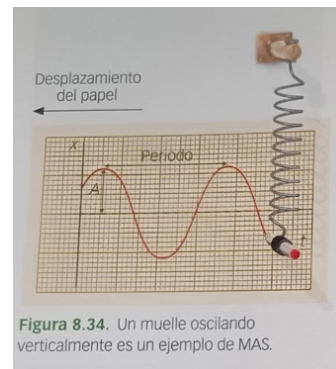 Desplazamiento
del papel
X
Periodo
A
t
Figura 8.34. Un muelle oscilando
verticalmente es un ejemplo de MAS.